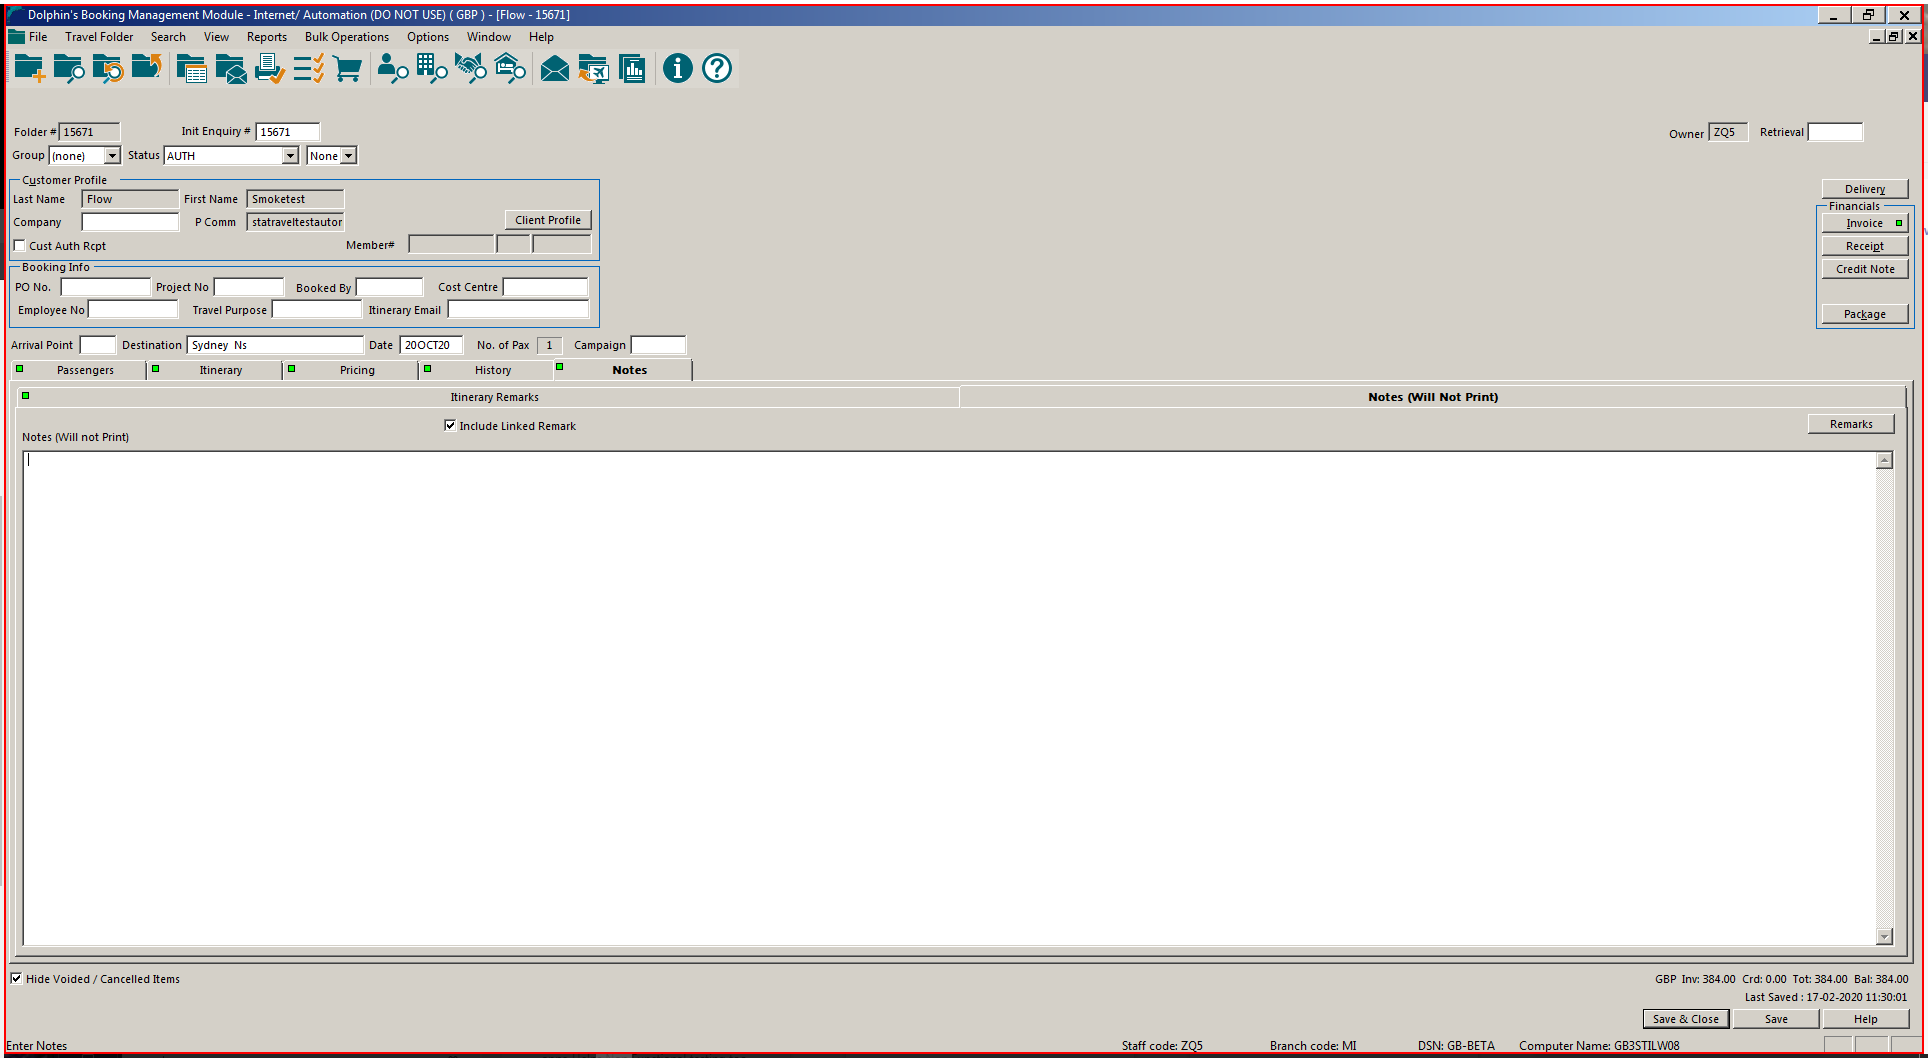 Dolphin's Booking Management Module - Internet/ Automation (DO NOT USE) ( GBP ) - [Flow - 15671]
File Travel Folder Search View Reports Bulk Operations Options Window Help
Folder # 15671 Init Enquiry # 15671 Owner ZQ5 Retrieval
Group (none) Status AUTH None
Customer Profile
Last Name Flow First Name Smoketest
Company P Comm statraveltestautor Client Profile
Cust Auth Rcpt Member#
Delivery
Financials
Invoice
Receipt
Credit Note
Package
Booking Info
PO No. Project No Booked By Cost Centre
Employee No Travel Purpose Itinerary Email
Arrival Point Destination Sydney Ns Date 20OCT20 No. of Pax 1 Campaign
Passengers Itinerary Pricing History Notes
Itinerary Remarks Notes (Will Not Print)
Include Linked Remark Remarks
Notes (Will not Print)
Hide Voided / Cancelled Items GBP Inv: 384.00 Crd: 0.00 Tot: 384.00 Bal: 384.00
Last Saved : 17-02-2020 11:30:01
Save & Close Save Help
Enter Notes Staff code: ZQ5 Branch code: MI DSN: GB-BETA Computer Name: GB3STILW08